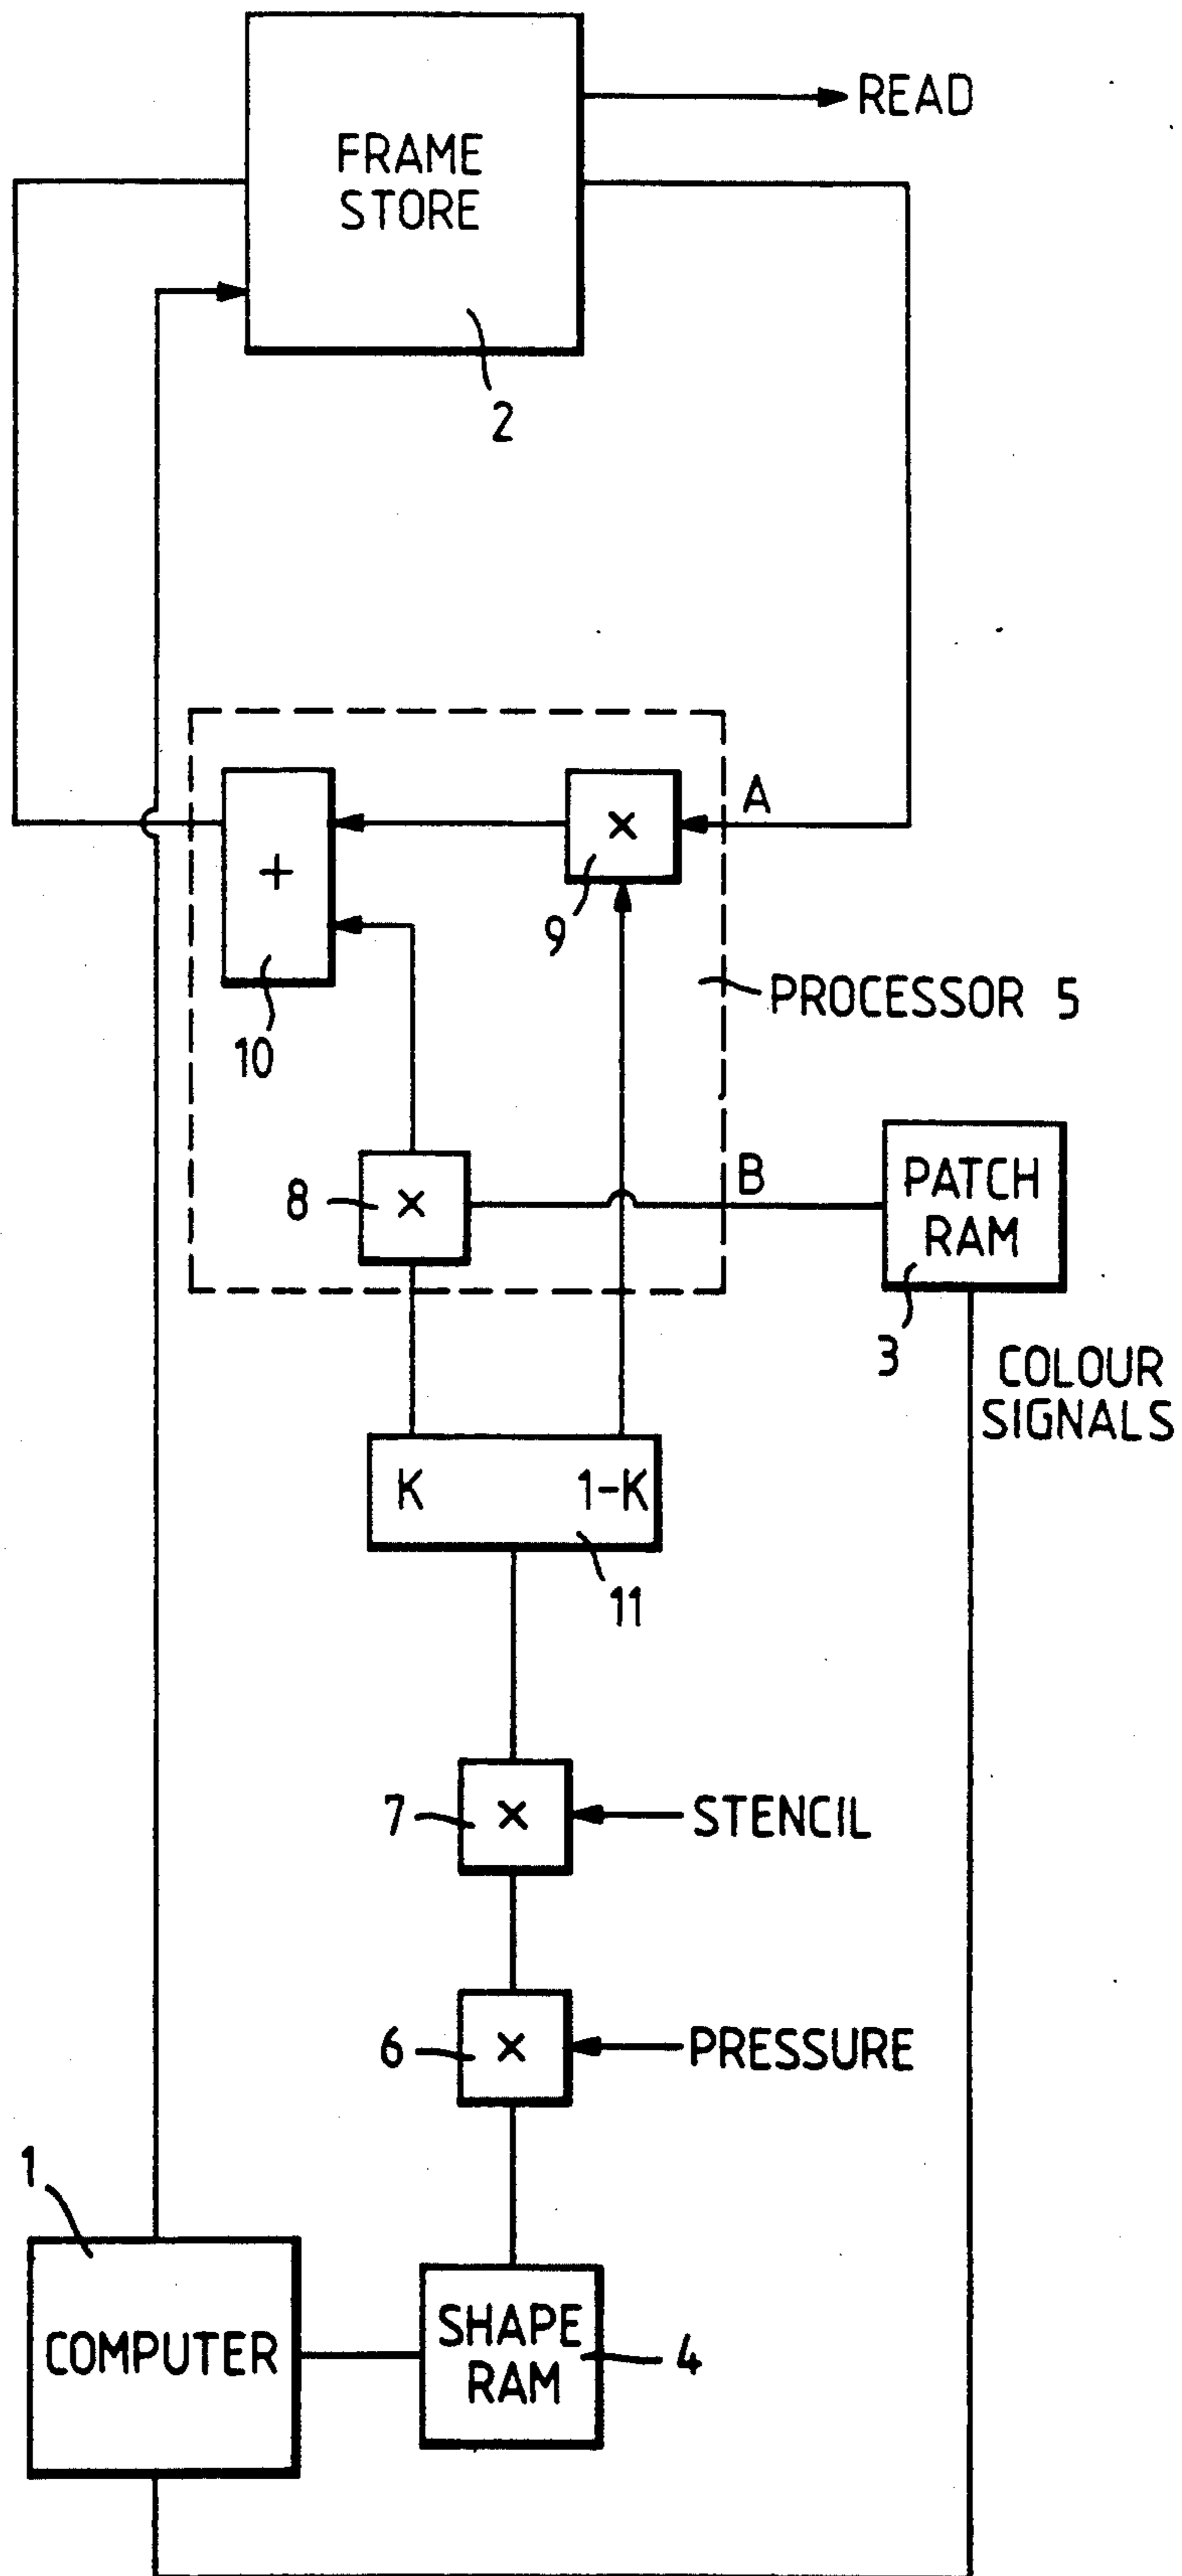 READ
FRAME
STORE
2
A
×
+
9
PROCESSOR 5
10
8
×
B
PATCH
RAM
3
COLOUR
SIGNALS
K
1-K
11
7
×
STENCIL
6
×
PRESSURE
1
COMPUTER
SHAPE
RAM
4